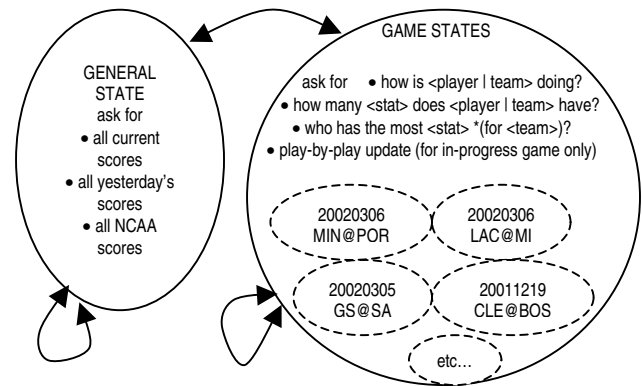 GENERAL
STATE
ask for
• all current
scores
• all yesterday's
scores
• all NCAA
scores
GAME STATES
ask for • how is <player | team> doing?
• how many <stat> does <player | team> have?
• who has the most <stat> *(for <team>)?
• play-by-play update (for in-progress game only)
20020306
MIN@POR
20020306
LAC@MI
20020305
GS@SA
20011219
CLE@BOS
etc…